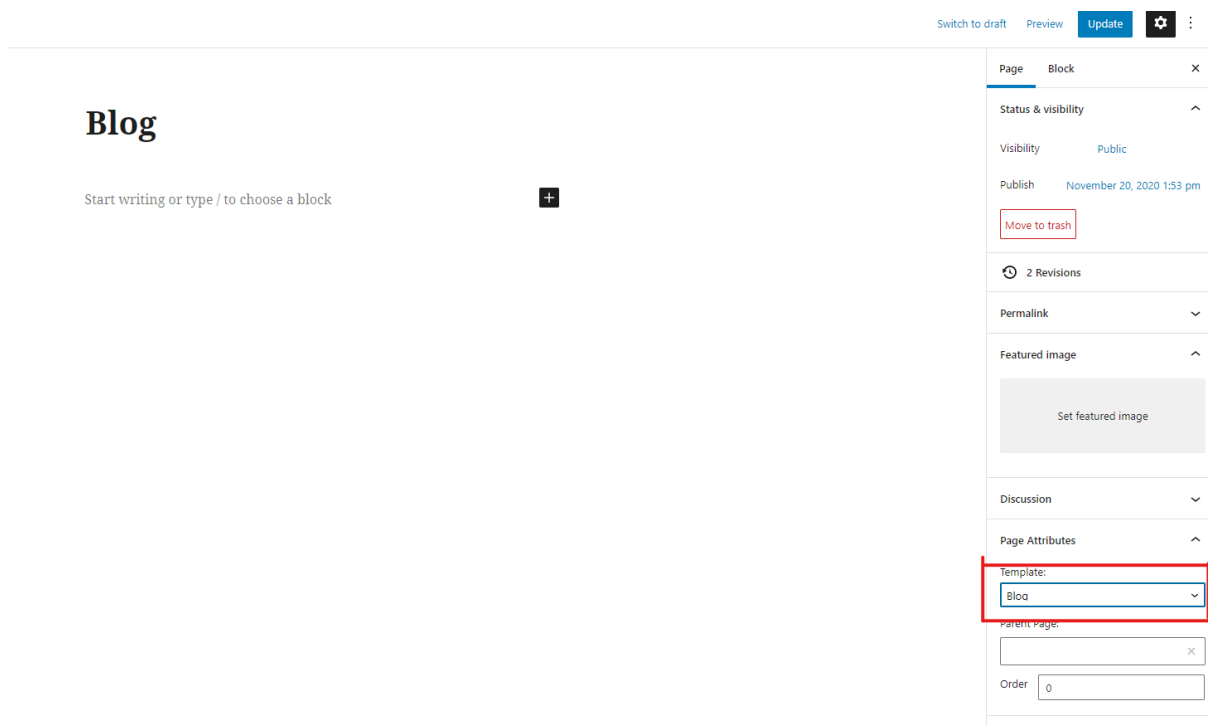 Switch to draft Preview Update
Page Block
Status & visibility
Blog
Visibility Public
Publish November 20, 2020 1:53 pm
Start writing or type / to choose a block
Move to trash
2 Revisions
Permalink
Featured image
Set featured image
Discussion
Page Attributes
Template:
Blog
Parent Page:
Order 0